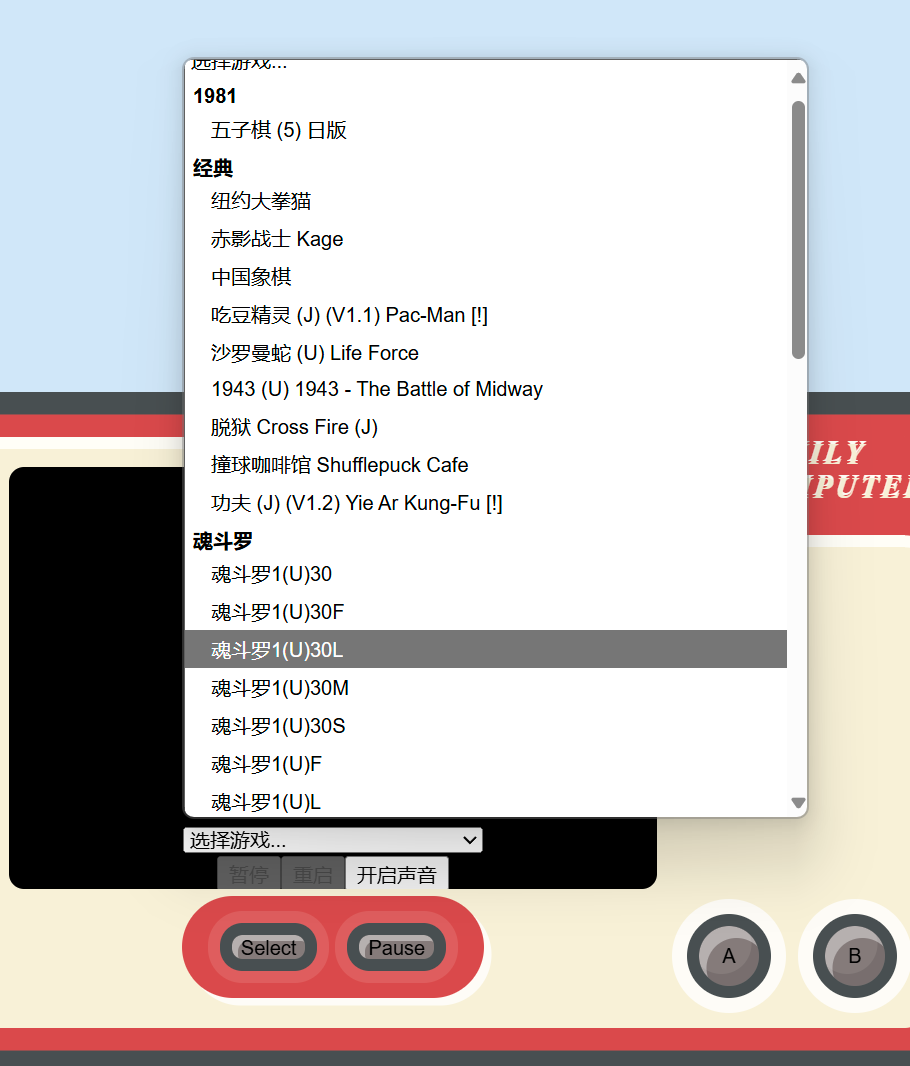 选择游戏...
1981
五子棋 (5) 日版
经典
纽约大拳猫
赤影战士 Kage
中国象棋
吃豆精灵 (J) (V1.1) Pac-Man [!]
沙罗曼蛇 (U) Life Force
1943 (U) 1943 - The Battle of Midway
脱狱 Cross Fire (J)
撞球咖啡馆 Shufflepuck Cafe
功夫 (J) (V1.2) Yie Ar Kung-Fu [!]
魂斗罗
魂斗罗1(U)30
魂斗罗1(U)30F
魂斗罗1(U)30L
魂斗罗1(U)30M
魂斗罗1(U)30S
魂斗罗1(U)F
魂斗罗1(U)L
ILY
PUTE
选择游戏...
暂停 重启 开启声音
Select Pause A B